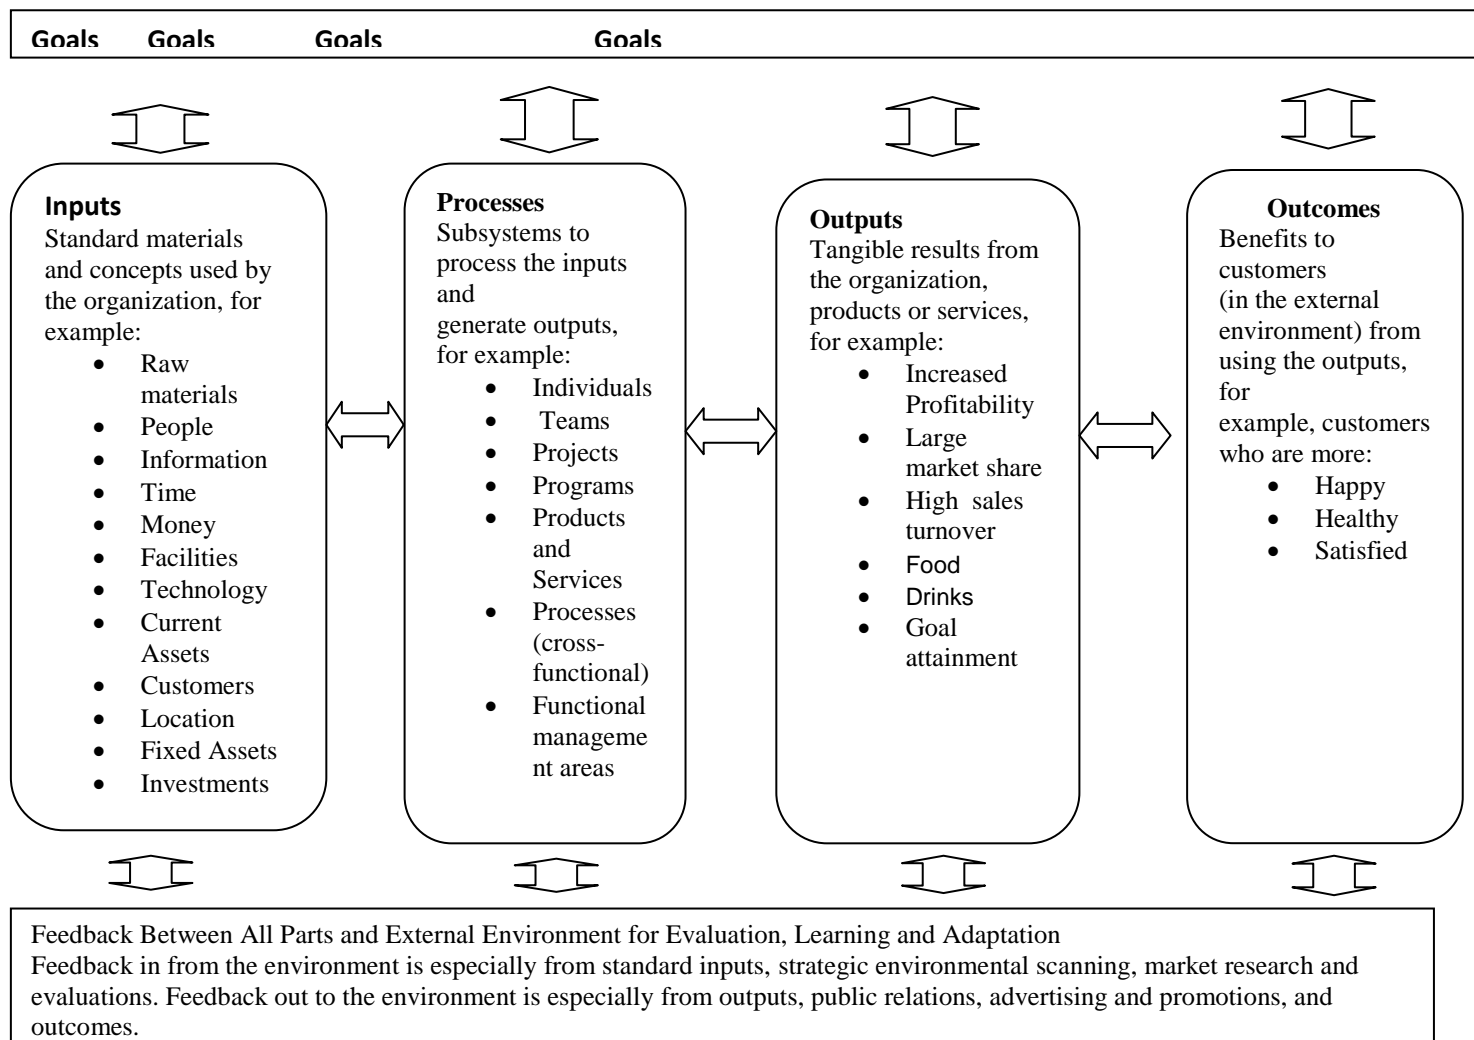 Goals Goals Goals Goals
Inputs
Standard materials
and concepts used by
the organization, for
example:
• Raw
materials
• People
• Information
• Time
• Money
• Facilities
• Technology
• Current
Assets
• Customers
• Location
• Fixed Assets
• Investments
Processes
Subsystems to
process the inputs
and
generate outputs,
for example:
• Individuals
• Teams
• Projects
• Programs
• Products
and
Services
• Processes
(cross-
functional)
• Functional
manageme
nt areas
Outputs
Tangible results from
the organization,
products or services,
for example:
• Increased
Profitability
• Large
market share
• High sales
turnover
• Food
• Drinks
• Goal
attainment
Outcomes
Benefits to
customers
(in the external
environment) from
using the outputs,
for
example, customers
who are more:
• Happy
• Healthy
• Satisfied
Feedback Between All Parts and External Environment for Evaluation, Learning and Adaptation
Feedback in from the environment is especially from standard inputs, strategic environmental scanning, market research and
evaluations. Feedback out to the environment is especially from outputs, public relations, advertising and promotions, and
outcomes.